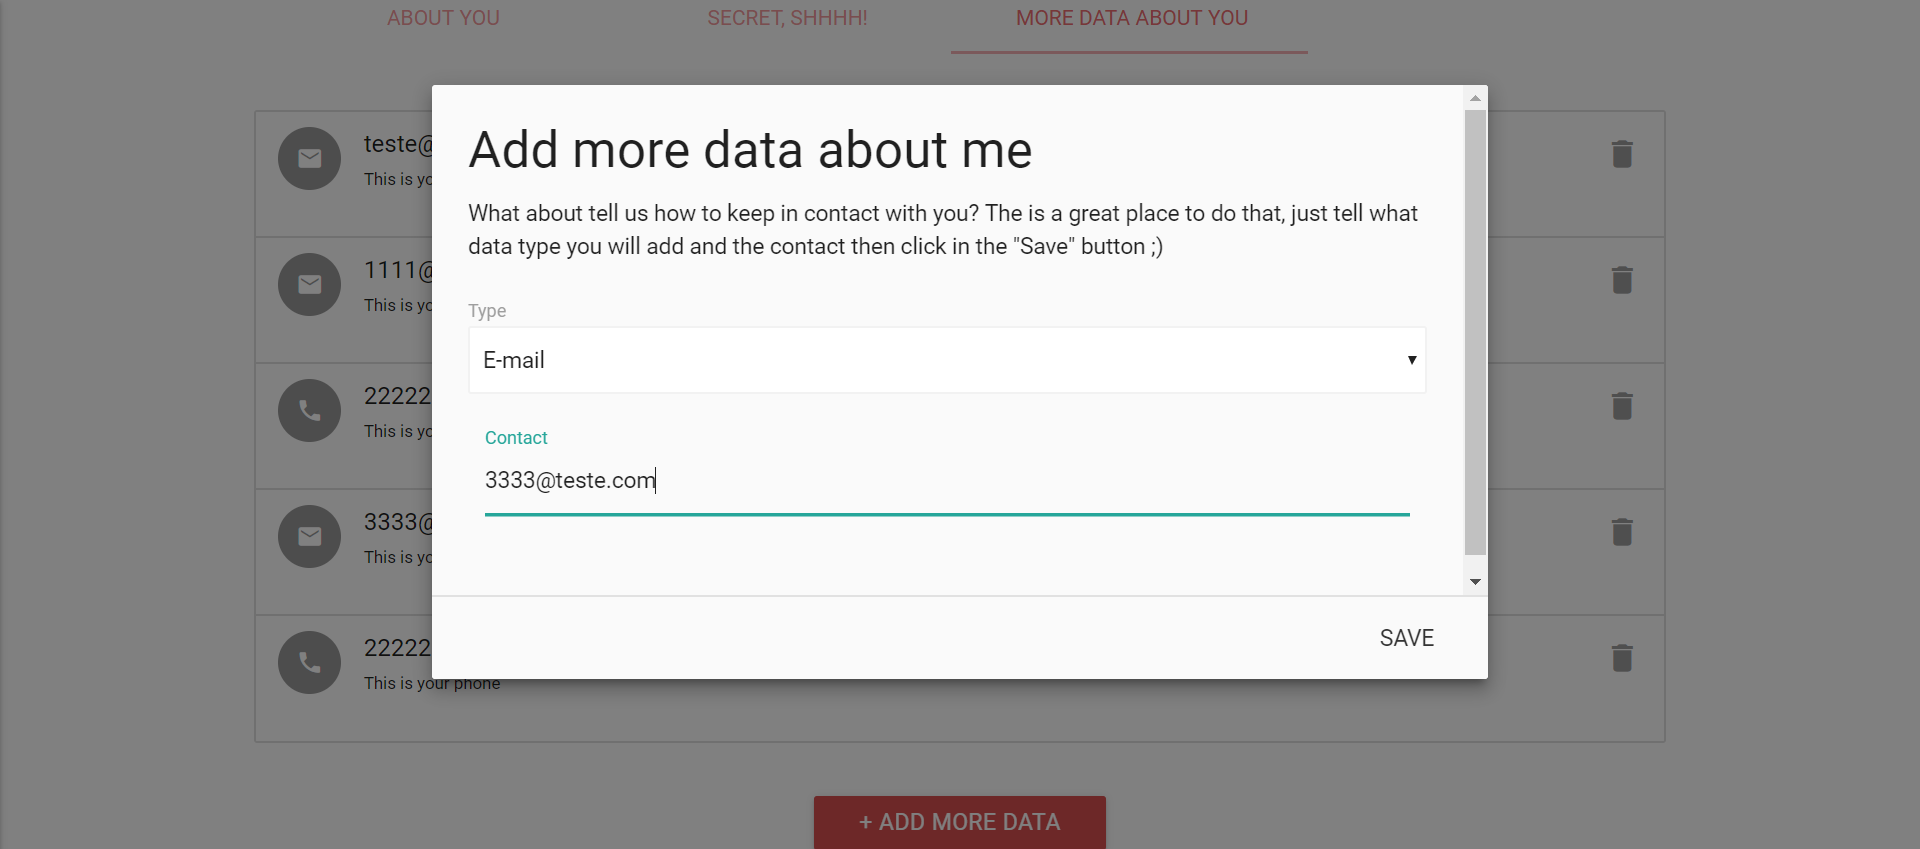 ABOUT YOU
SECRET, SHHHH!
MORE DATA ABOUT YOU
Add more data about me
What about tell us how to keep in contact with you? The is a great place to do that, just tell what
data type you will add and the contact then click in the "Save" button ;)
Type
E-mail
Contact
3333@teste.com
SAVE
teste@
This is yo
1111@
This is yo
22222
This is yo
3333@
This is yo
22222
This is your phone
+ ADD MORE DATA